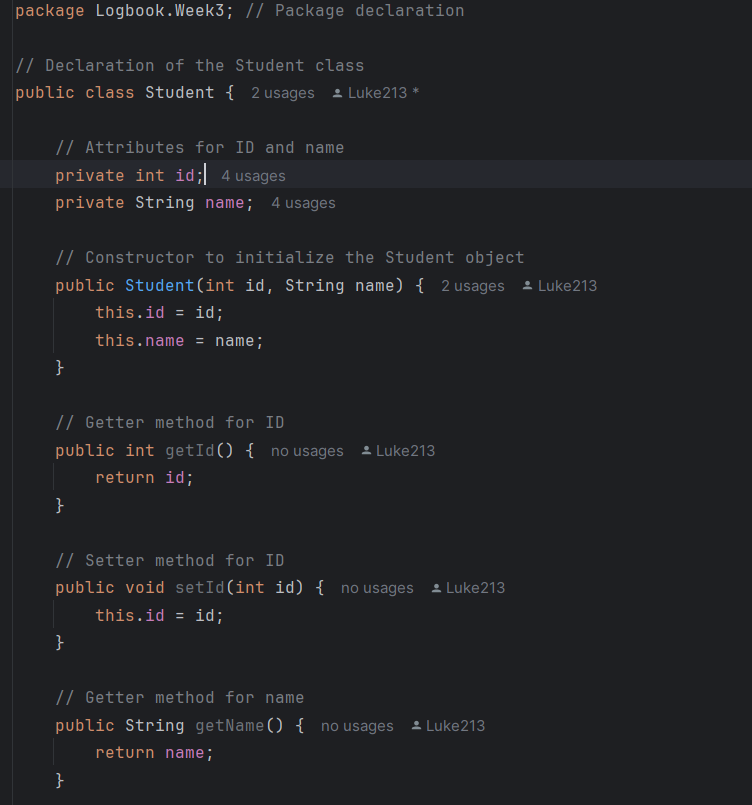 package Logbook.Week3; // Package declaration
// Declaration of the Student class
public class Student { 2 usages Luke213 *
// Attributes for ID and name
private int id; 4 usages
private String name; 4 usages
// Constructor to initialize the Student object
public Student(int id, String name) { 2 usages Luke213
this.id = id;
this.name = name;
}
// Getter method for ID
public int getId() { no usages Luke213
return id;
}
// Setter method for ID
public void setId(int id) { no usages Luke213
this.id = id;
}
// Getter method for name
public String getName() { no usages Luke213
return name;
}